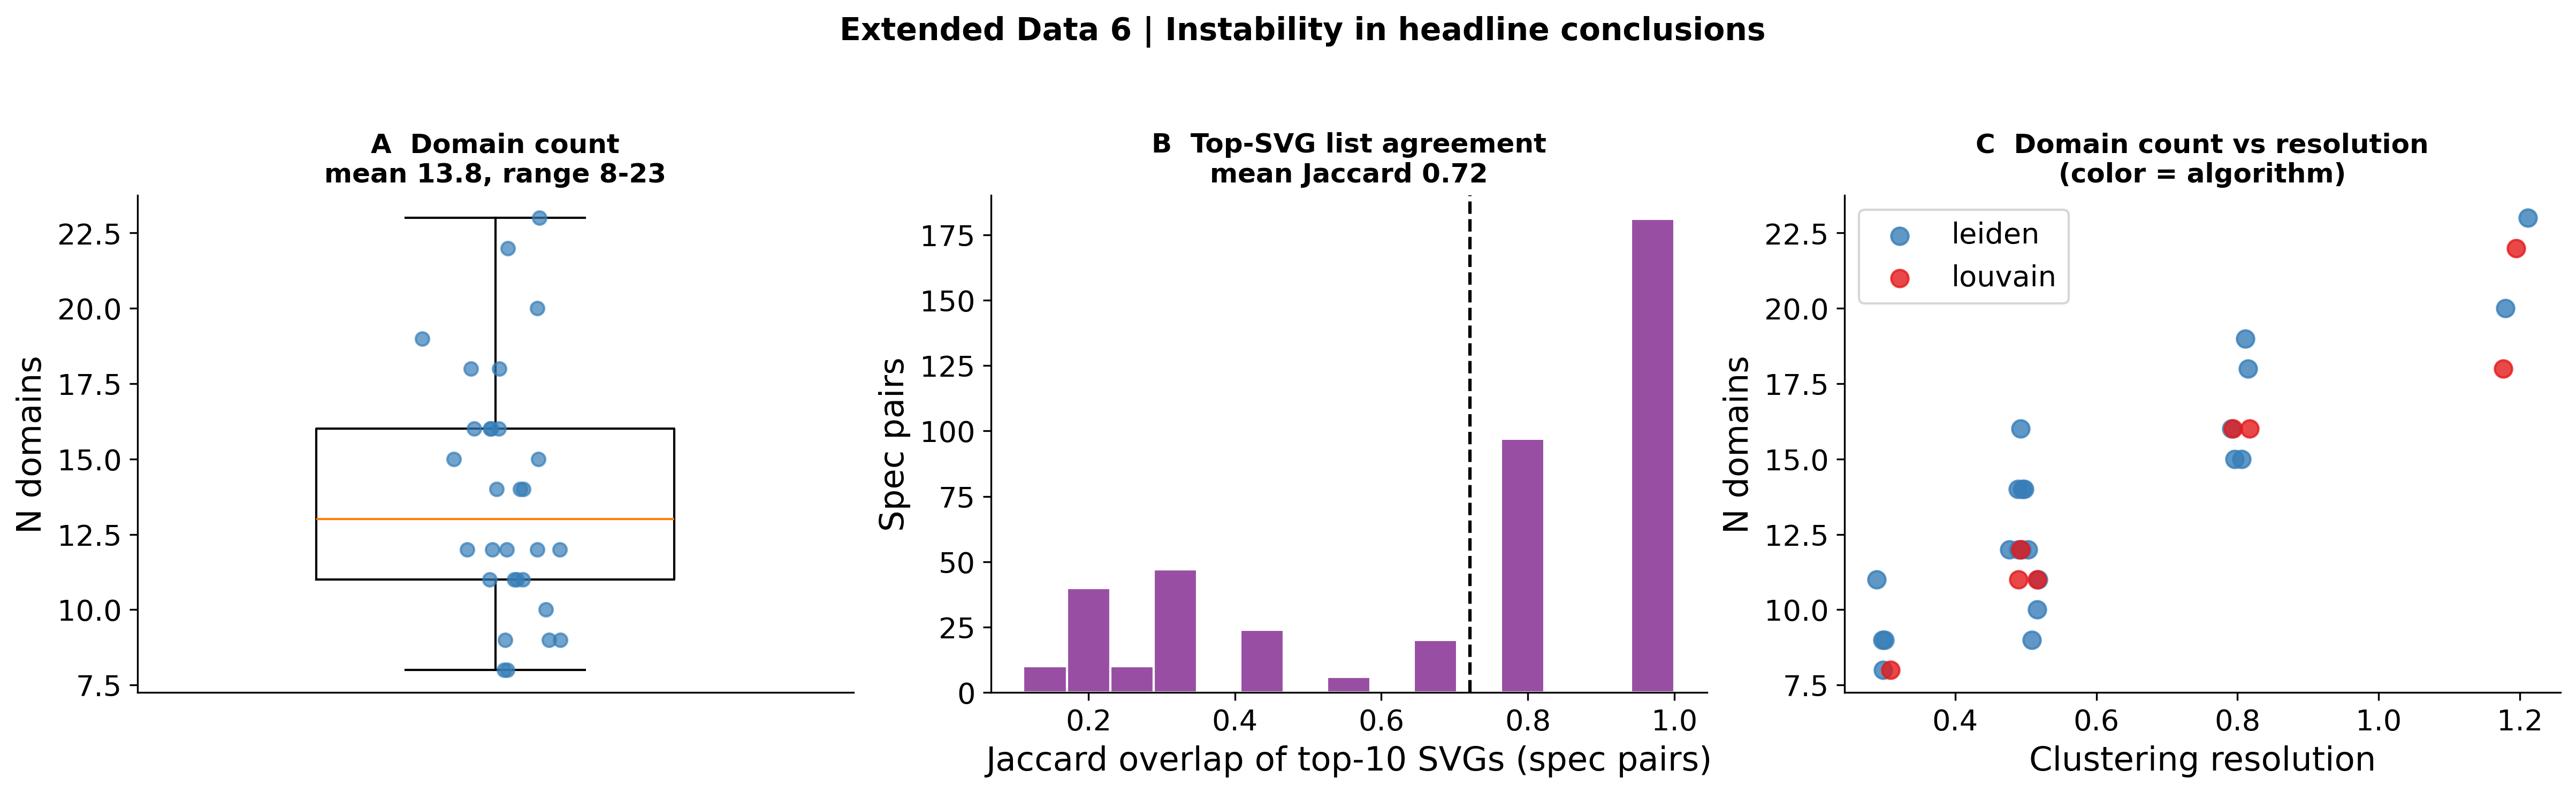 Extended Data 6 | Instability in headline conclusions
A  Domain count
mean 13.8, range 8-23
N domains
22.5
20.0
17.5
15.0
12.5
10.0
7.5
B  Top-SVG list agreement
mean Jaccard 0.72
Spec pairs
175
150
125
100
75
50
25
0
0.2 0.4 0.6 0.8 1.0
Jaccard overlap of top-10 SVGs (spec pairs)
C  Domain count vs resolution
(color = algorithm)
leiden
louvain
N domains
22.5
20.0
17.5
15.0
12.5
10.0
7.5
0.4 0.6 0.8 1.0 1.2
Clustering resolution